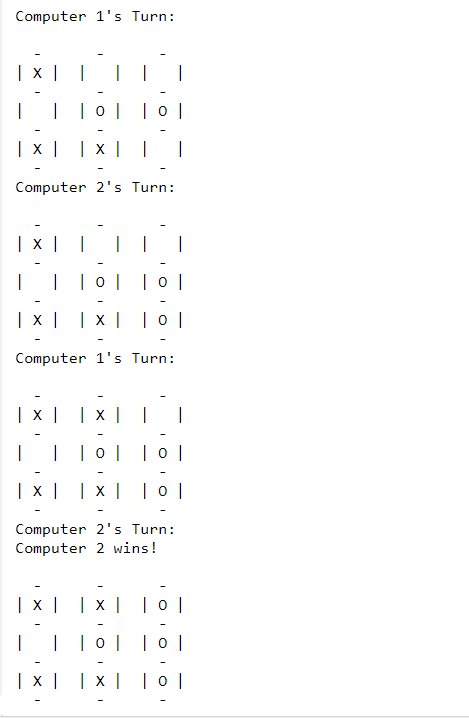 Computer 1's Turn:
 -  -  -
| X | |   | |   |
 -  -  -
|   | | O | | O |
 -  -  -
| X | | X | |   |
 -  -  -
Computer 2's Turn:
 -  -  -
| X | |   | |   |
 -  -  -
|   | | O | | O |
 -  -  -
| X | | X | | O |
 -  -  -
Computer 1's Turn:
 -  -  -
| X | | X | |   |
 -  -  -
|   | | O | | O |
 -  -  -
| X | | X | | O |
 -  -  -
Computer 2's Turn:
Computer 2 wins!
 -  -  -
| X | | X | | O |
 -  -  -
|   | | O | | O |
 -  -  -
| X | | X | | O |
 -  -  -